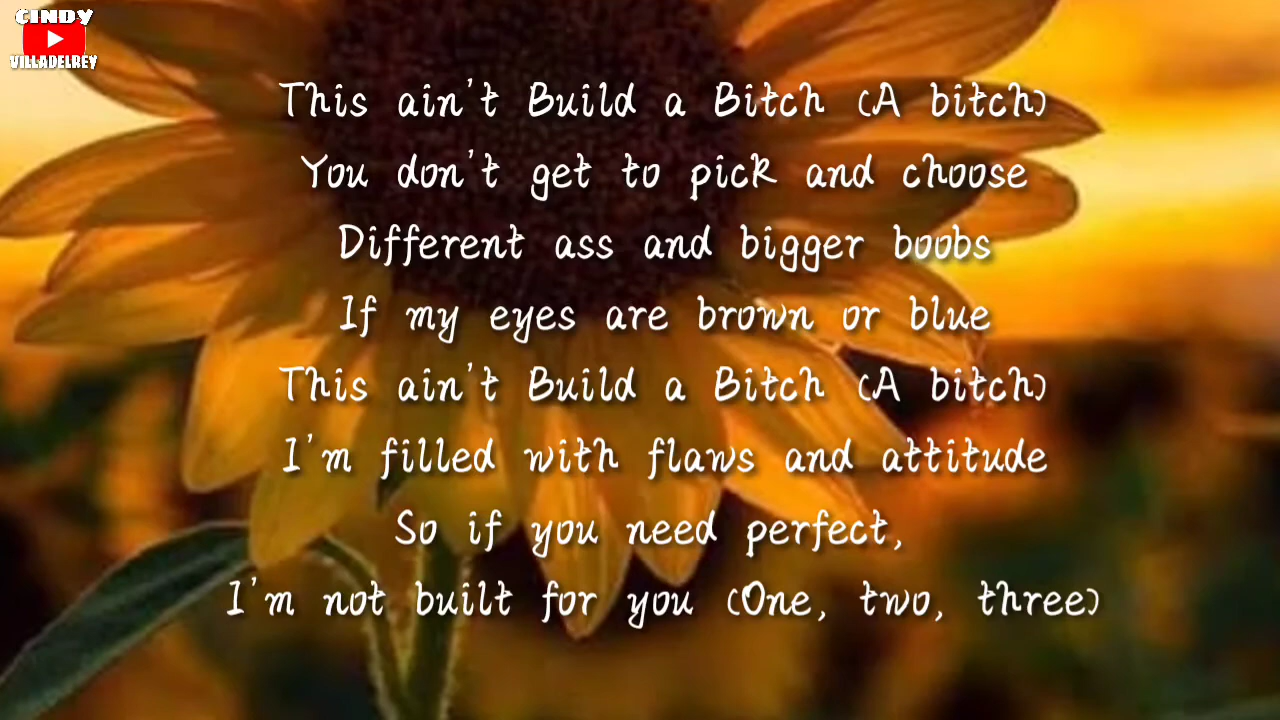 CINDY
VILLADELREY
This ain't Build a Bitch (A bitch)
You don't get to pick and choose
Different ass and bigger boobs
If my eyes are brown or blue
This ain't Build a Bitch (A bitch)
I'm filled with flaws and attitude
So if you need perfect,
I'm not built for you (One, two, three)